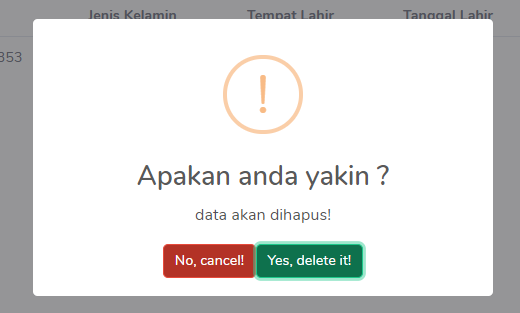 Jenis Kelamin Tempat Lahir Tanggal Lahir
353
!
Apakan anda yakin ?
data akan dihapus!
No, cancel! Yes, delete it!